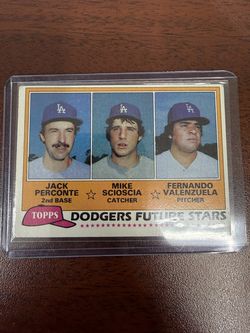 LA LA LA
JACK PERCONTE
2nd BASE
MIKE SCIOSCIA
CATCHER
FERNANDO VALENZUELA
PITCHER
TOPPS DODGERS FUTURE STARS